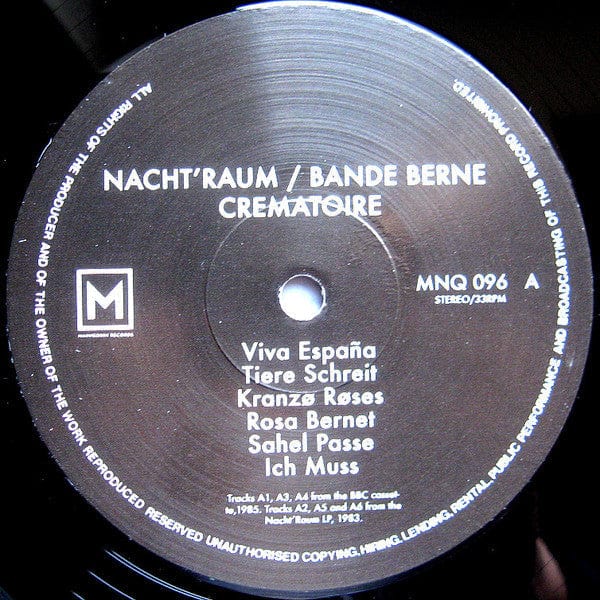 NACHT'RAUM / BANDE BERNE
CREMATOIRE
M
MANNEQUIN RECORDS
MNQ 096 A
STEREO/33RPM
Viva España
Tiere Schreit
Kranzø Røses
Rosa Bernet
Sahel Passe
Ich Muss
Tracks A1, A3, A4 from the BBC casset-
te,1985. Tracks A2, A5 and A6 from the
Nacht'Raum LP, 1983.
ALL RIGHTS OF THE PRODUCER AND OF THE OWNER OF THE WORK REPRODUCED RESERVED UNAUTHORISED COPYING, HIRING, LENDING, RENTAL, PUBLIC PERFORMANCE AND BROADCASTING OF THIS RECORD PROHIBITED.